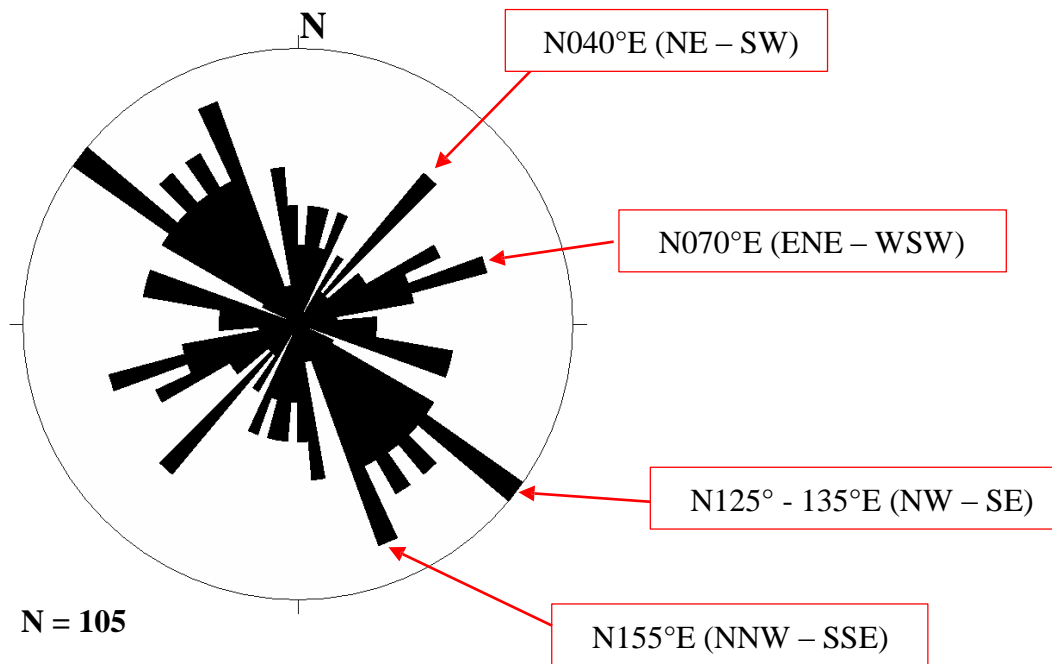 N
N040°E (NE – SW)
N070°E (ENE – WSW)
N125° - 135°E (NW – SE)
N155°E (NNW – SSE)
N = 105